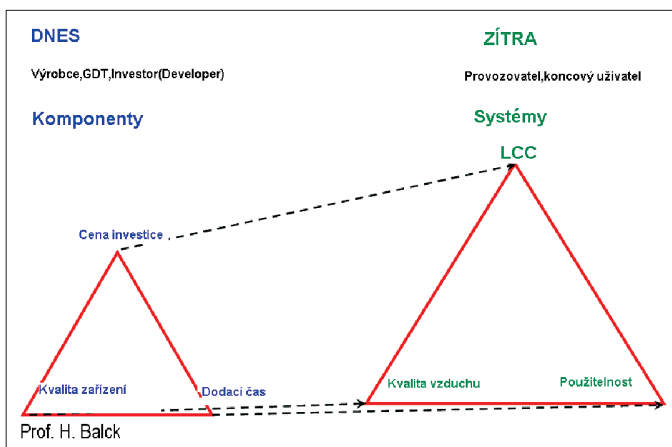 DNES
ZÍTRA
Výrobce,GDT,Investor(Developer)
Provozovatel,koncový uživatel
Komponenty
Systémy
LCC
Cena investice
Kvalita zařízení
Dodací čas
Kvalita vzduchu
Použitelnost
Prof. H. Balck